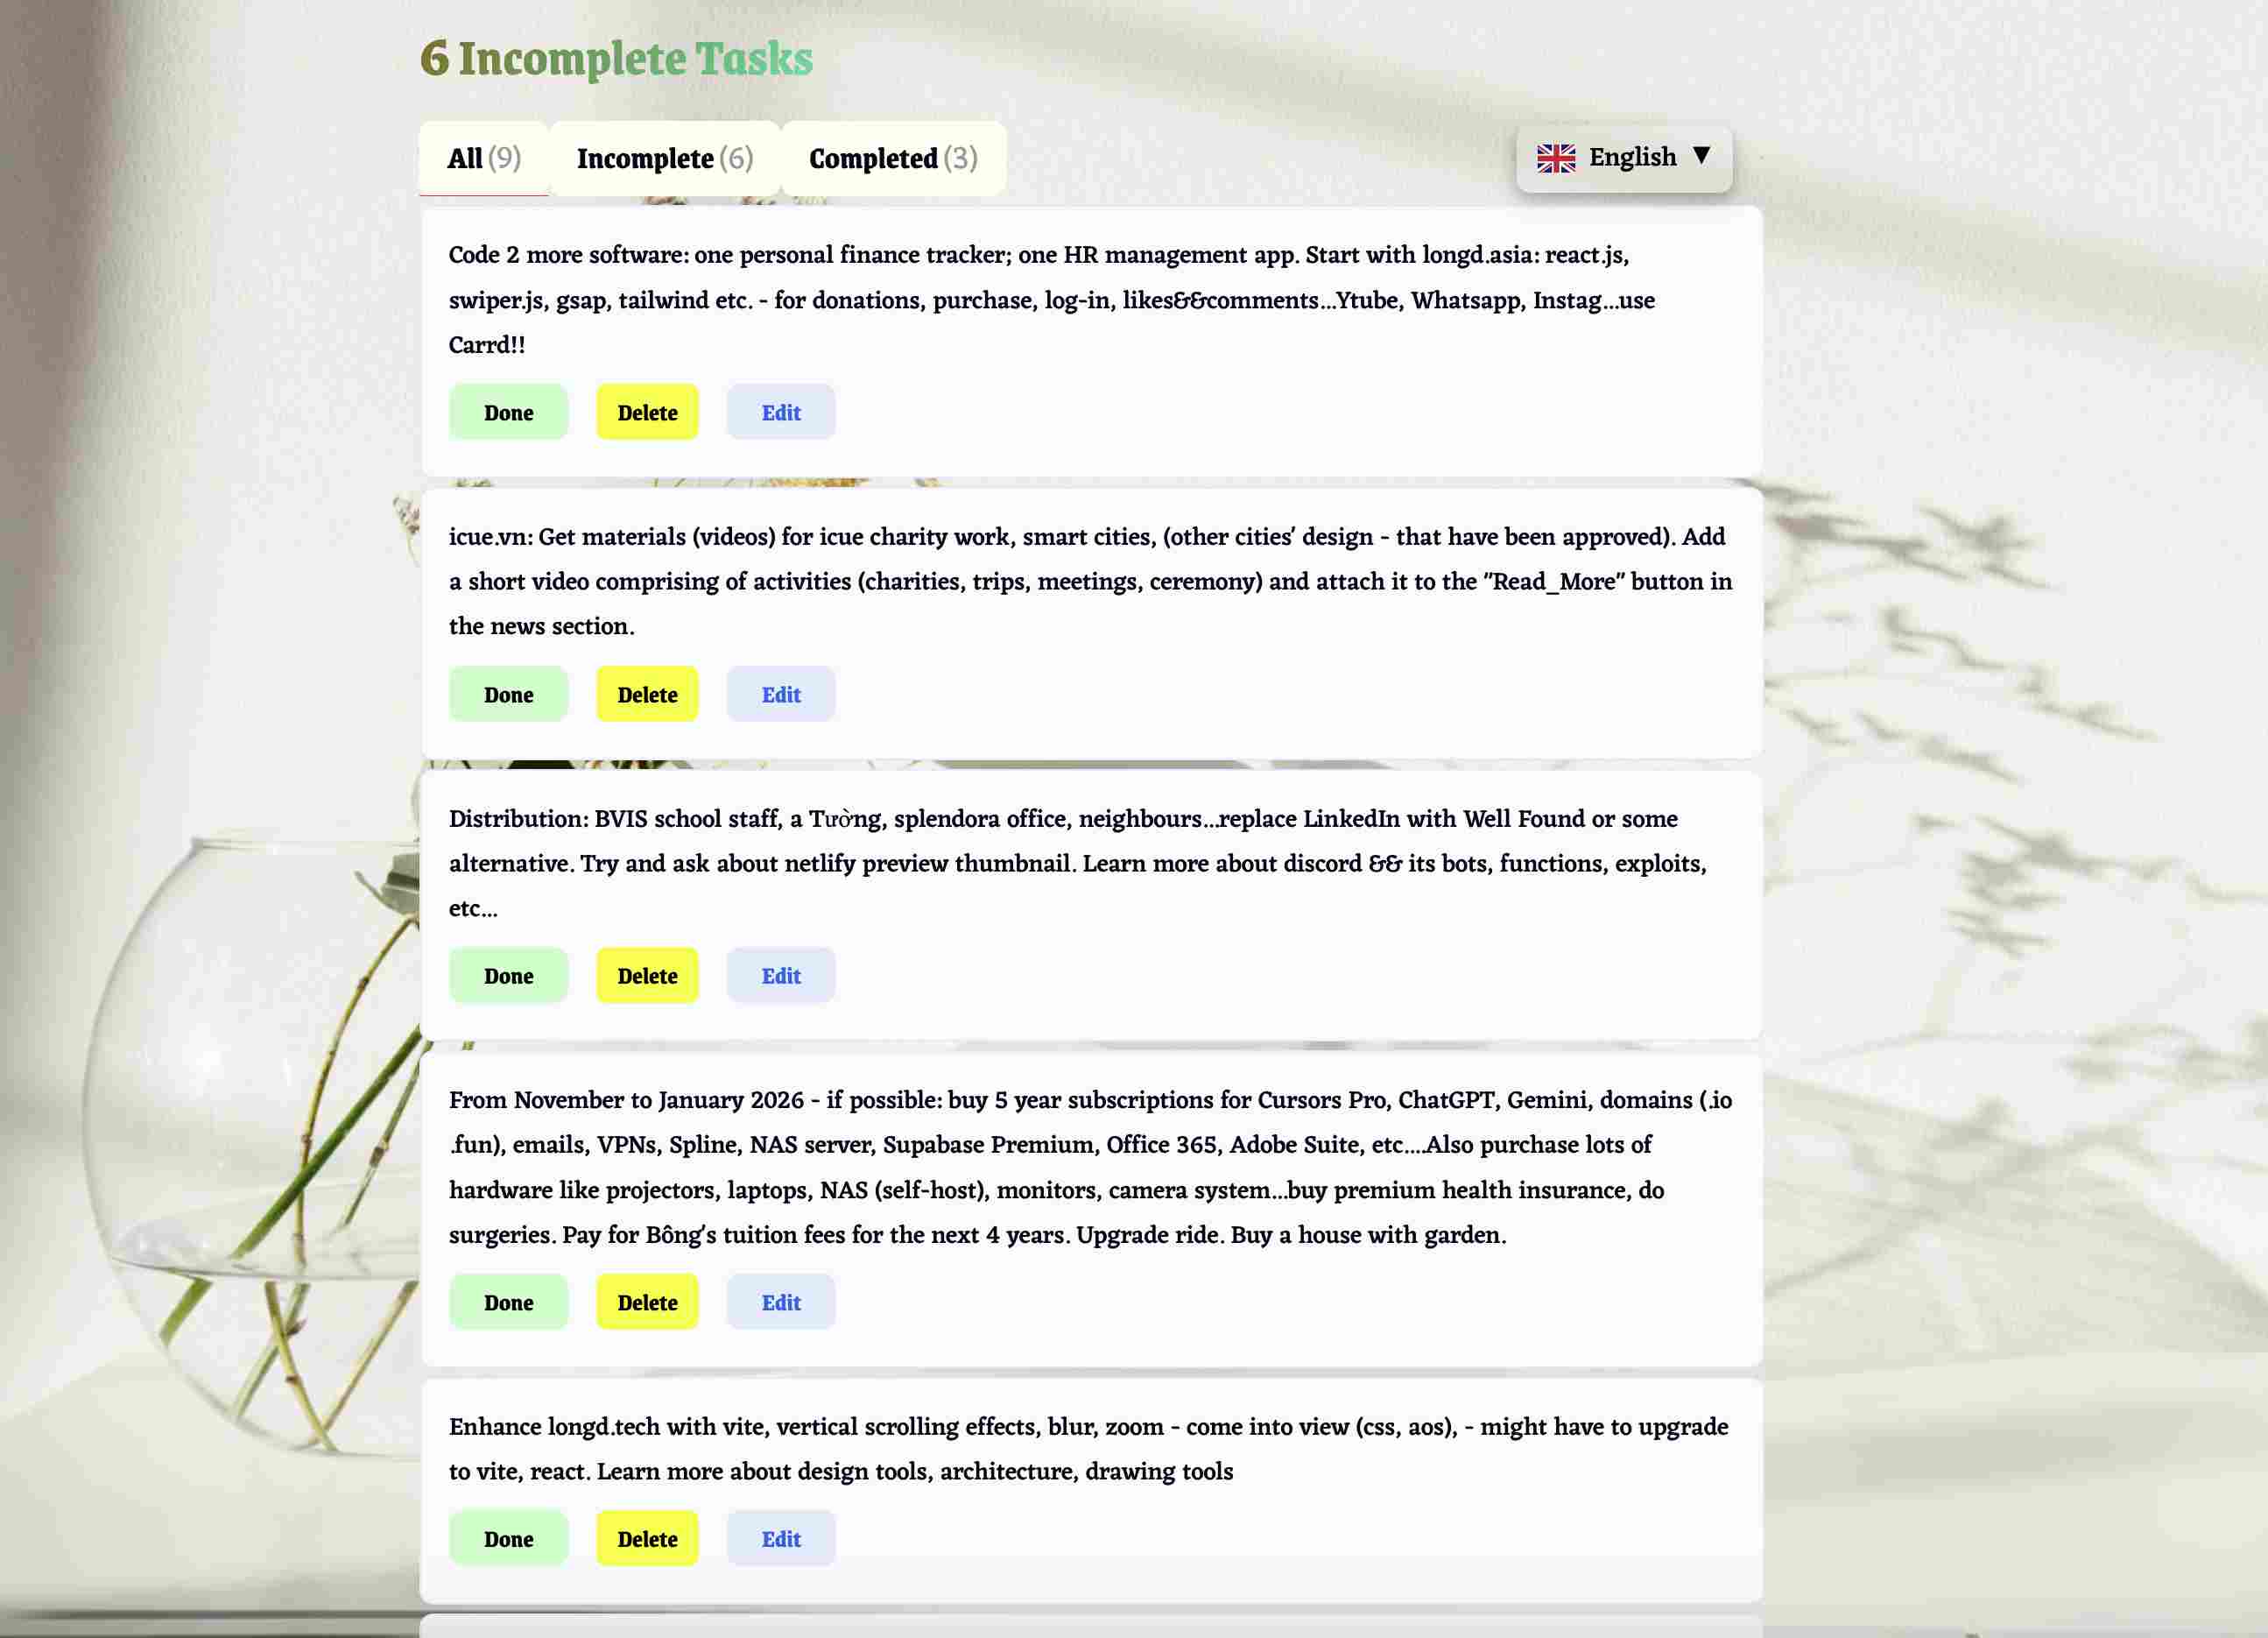 6 Incomplete Tasks
All (9) Incomplete (6) Completed (3) English ▼
Code 2 more software: one personal finance tracker; one HR management app. Start with longd.asia: react.js,
swiper.js, gsap, tailwind etc. - for donations, purchase, log-in, likes&&comments...Ytube, Whatsapp, Instag...use
Carrd!!
Done Delete Edit
icue.vn: Get materials (videos) for icue charity work, smart cities, (other cities' design - that have been approved). Add
a short video comprising of activities (charities, trips, meetings, ceremony) and attach it to the "Read_More" button in
the news section.
Done Delete Edit
Distribution: BVIS school staff, a Tường, splendora office, neighbours...replace LinkedIn with Well Found or some
alternative. Try and ask about netlify preview thumbnail. Learn more about discord && its bots, functions, exploits,
etc...
Done Delete Edit
From November to January 2026 - if possible: buy 5 year subscriptions for Cursors Pro, ChatGPT, Gemini, domains (.io
.fun), emails, VPNs, Spline, NAS server, Supabase Premium, Office 365, Adobe Suite, etc....Also purchase lots of
hardware like projectors, laptops, NAS (self-host), monitors, camera system...buy premium health insurance, do
surgeries. Pay for Bông's tuition fees for the next 4 years. Upgrade ride. Buy a house with garden.
Done Delete Edit
Enhance longd.tech with vite, vertical scrolling effects, blur, zoom - come into view (css, aos), - might have to upgrade
to vite, react. Learn more about design tools, architecture, drawing tools
Done Delete Edit